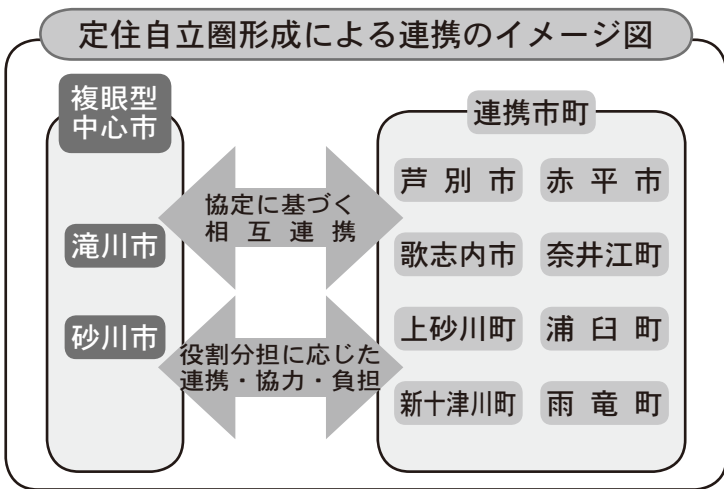 定住自立圏形成による連携のイメージ図
複眼型
中心市
滝川市
砂川市
協定に基づく
相互連携
役割分担に応じた
連携・協力・負担
連携市町
芦別市
赤平市
歌志内市
奈井江町
上砂川町
浦臼町
新十津川町
雨竜町